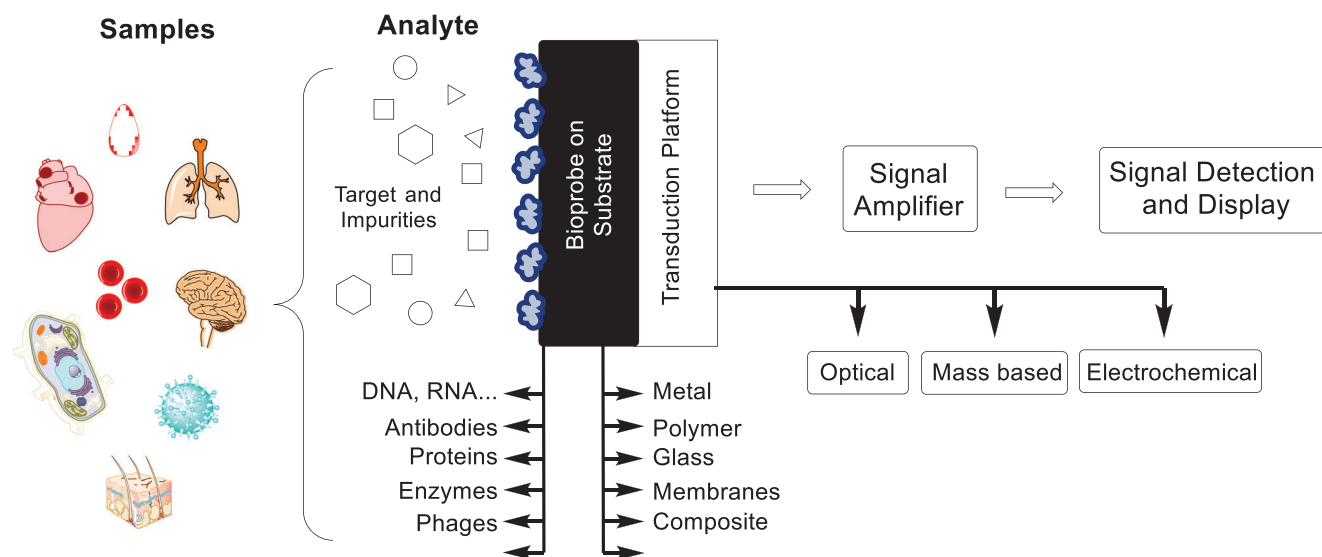 Samples
Analyte
Target and
Impurities
Bioprobe on
Substrate
Transduction Platform
Signal
Amplifier
Signal Detection
and Display
Optical
Mass based
Electrochemical
DNA, RNA...
Antibodies
Proteins
Enzymes
Phages
Metal
Polymer
Glass
Membranes
Composite